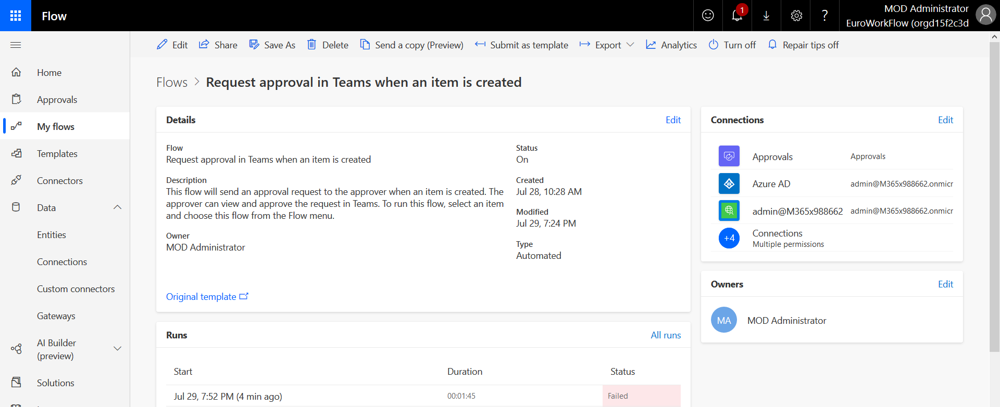 Flow
1
?
MOD Administrator
EuroWorkFlow (orgd15f2c3d
Edit
Share
Save As
Delete
Send a copy (Preview)
Submit as template
Export
Analytics
Turn off
Repair tips off
Home
Approvals
My flows
Templates
Connectors
Data
Entities
Connections
Custom connectors
Gateways
AI Builder
(preview)
Solutions
Flows > Request approval in Teams when an item is created
Details
Edit
Flow
Request approval in Teams when an item is created
Description
This flow will send an approval request to the approver when an item is created. The
approver can view and approve the request in Teams. To run this flow, select an item
and choose this flow from the Flow menu.
Owner
MOD Administrator
Status
On
Created
Jul 28, 10:28 AM
Modified
Jul 29, 7:24 PM
Type
Automated
Original template
Runs
All runs
Start Duration Status
Jul 29, 7:52 PM (4 min ago) 00:01:45 Failed
Connections
Edit
Approvals Approvals
Azure AD admin@M365x988662.onmicr
admin@M365x988662 admin@M365x988662.onmicr
+4
Connections
Multiple permissions
Owners
Edit
MA
MOD Administrator